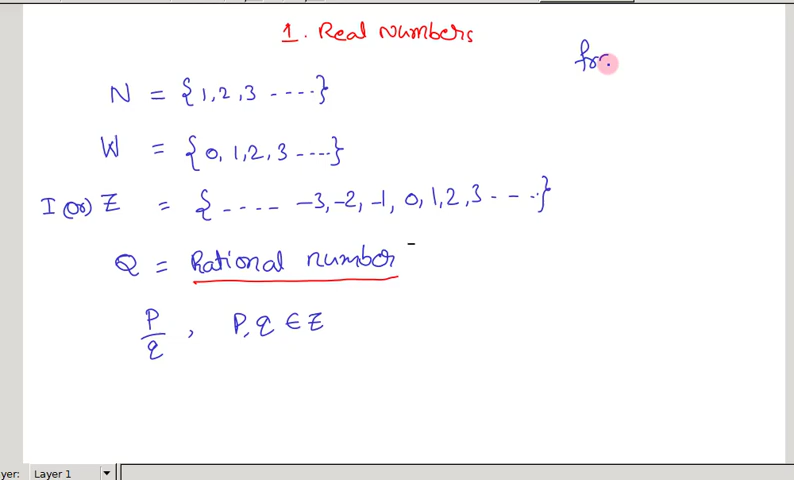 1. Real numbers
N = {1,2,3 ----}
W = {0,1,2,3 ----}
I (or) Z = {.---- -3,-2,-1, 0,1,2,3 - - --}
Q = Rational number -
P/q , P,q ∈ Z
yer: Layer 1